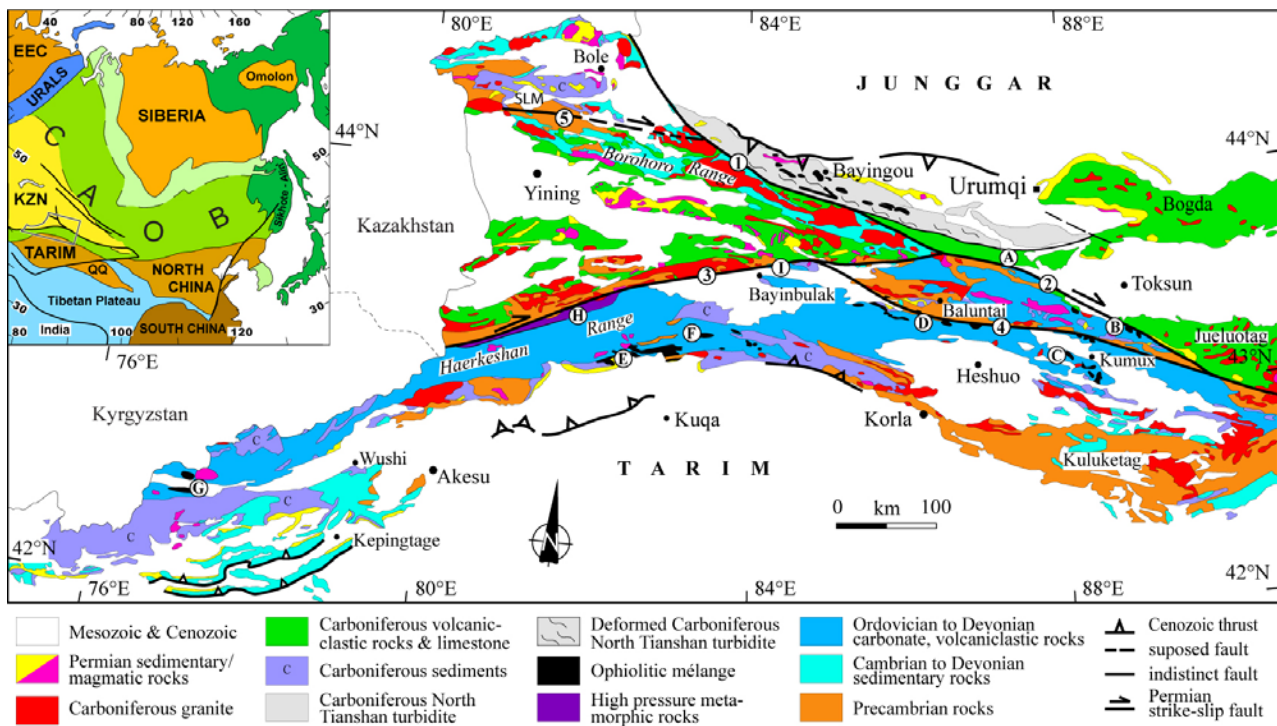 80°E
84°E
88°E
40
80
120
160
EEC
URALS
Omolon
SIBERIA
C
A
O
B
50
50
KZN
TARIM
QQ
NORTH
CHINA
Sikhote - Alin
Tibetan Plateau
30
30
80
India
100
SOUTH CHINA
120
76°E
44°N
44°N
Bole
C
SLM
5
JUNGGAR
Borohoro Range
1
Bayingou
Yining
Urumqi
Bogda
Kazakhstan
A
3
I
2
Bayinbulak
Toksun
H
Baluntai
B
Range
C
D
4
Jueluotag
F
Haerkeshan
E
C
C
Kumux
43°N
Heshuo
Kyrgyzstan
Kuqa
Korla
C
Wushi
TARIM
Kuluketag
G
Akesu
C
C
N
0 km 100
Kepingtage
42°N
42°N
76°E
80°E
84°E
88°E
Mesozoic & Cenozoic
Permian sedimentary/
magmatic rocks
Carboniferous granite
Carboniferous volcanic-
clastic rocks & limestone
C
Carboniferous sediments
Carboniferous North
Tianshan turbidite
Deformed Carboniferous
North Tianshan turbidite
Ophiolitic mélange
High pressure meta-
morphic rocks
Ordovician to Devonian
carbonate, volcaniclastic rocks
Cambrian to Devonian
sedimentary rocks
Precambrian rocks
Cenozoic thrust
suposed fault
indistinct fault
Permian
strike-slip fault